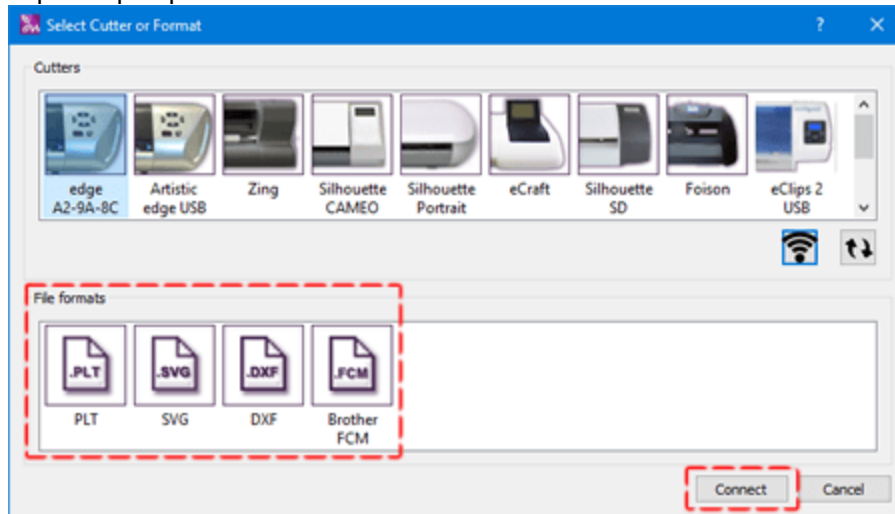 Select Cutter or Format
?
Cutters
edge
A2-9A-8C
Artistic
edge USB
Zing
Silhouette
CAMEO
Silhouette
Portrait
eCraft
Silhouette
SD
Foison
eClips 2
USB
File formats
.PLT
.SVG
.DXF
.FCM
PLT
SVG
DXF
Brother
FCM
Connect
Cancel